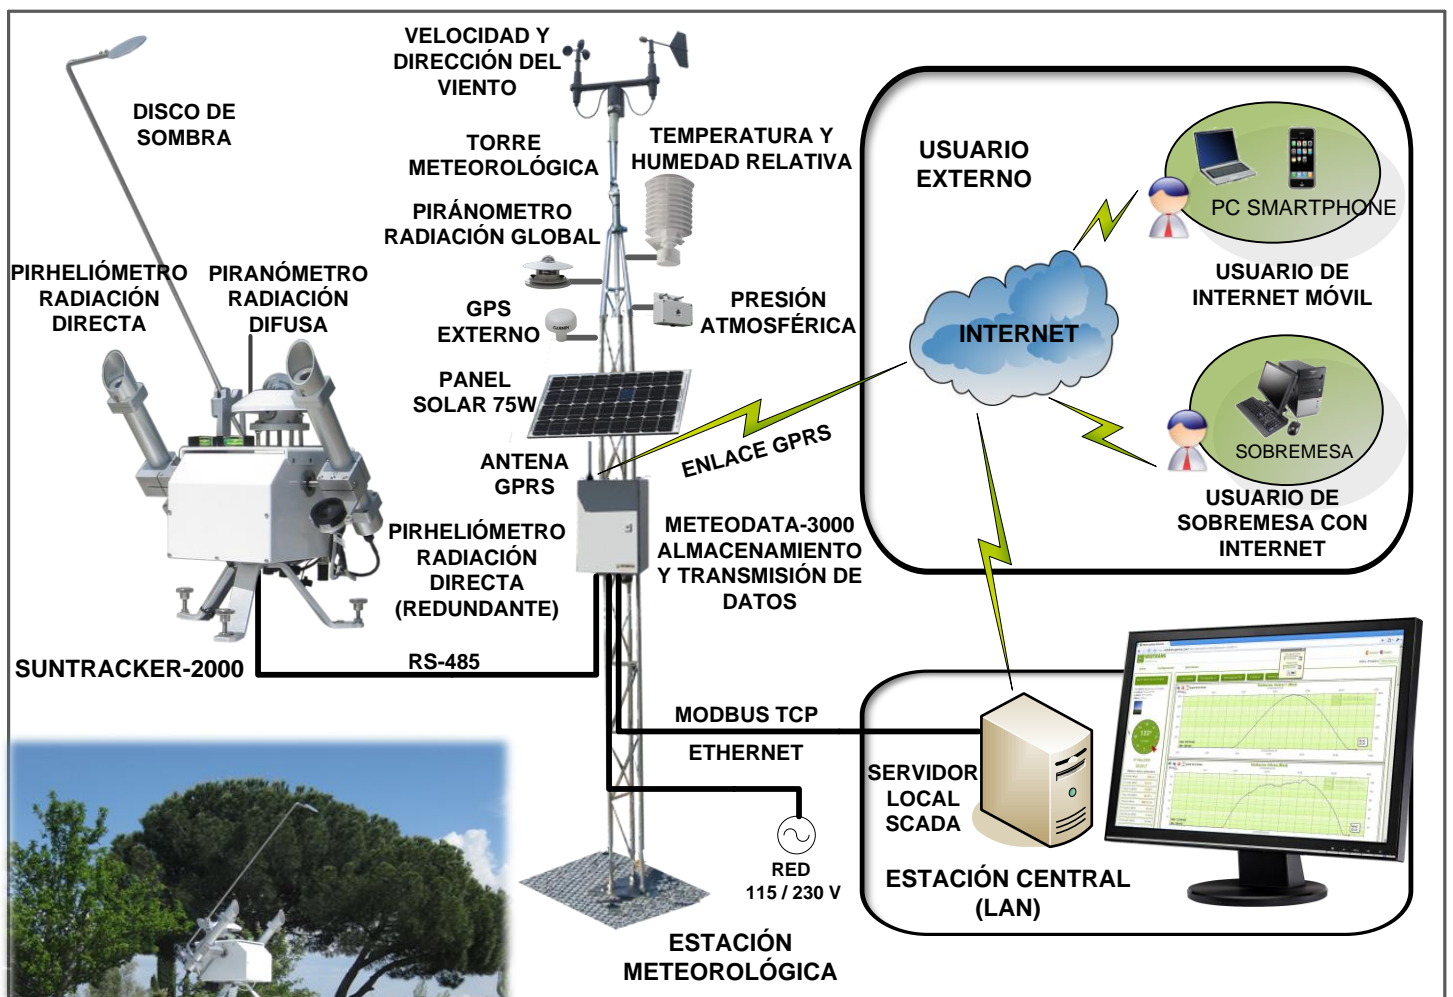 VELOCIDAD Y
DIRECCIÓN DEL
VIENTO
DISCO DE
SOMBRA
TORRE
METEOROLÓGICA
TEMPERATURA Y
HUMEDAD RELATIVA
PIRÁNOMETRO
RADIACIÓN GLOBAL
PIRHELIÓMETRO
RADIACIÓN
DIRECTA
PIRANÓMETRO
RADIACIÓN
DIFUSA
GPS
EXTERNO
PRESIÓN
ATMOSFÉRICA
PANEL
SOLAR 75W
ANTENA
GPRS
ENLACE GPRS
PIRHELIÓMETRO
RADIACIÓN
DIRECTA
(REDUNDANTE)
METEODATA-3000
ALMACENAMIENTO
Y TRANSMISIÓN DE
DATOS
SUNTRACKER-2000
RS-485
MODBUS TCP
ETHERNET
RED
115 / 230 V
ESTACIÓN
METEOROLÓGICA
USUARIO
EXTERNO
INTERNET
PC SMARTPHONE
USUARIO DE
INTERNET MÓVIL
SOBREMESA
USUARIO DE
SOBREMESA CON
INTERNET
SERVIDOR
LOCAL
SCADA
ESTACIÓN CENTRAL
(LAN)